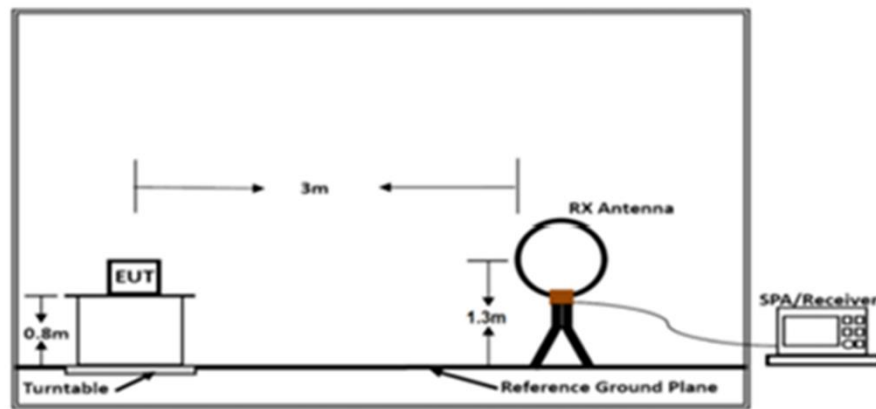 3m
RX Antenna
EUT
SPA/Receiver
0.8m
1.3m
Turntable
Reference Ground Plane